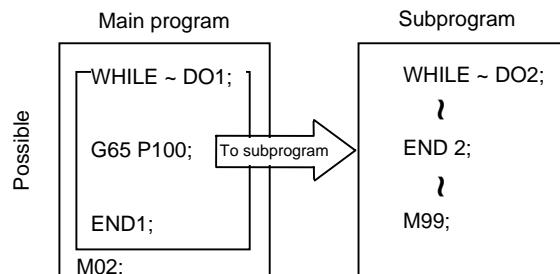 Main program
Subprogram
Possible
WHILE ~ DO1;
G65 P100;
END1;
M02;
To subprogram
WHILE ~ DO2;
~
END 2;
~
M99;